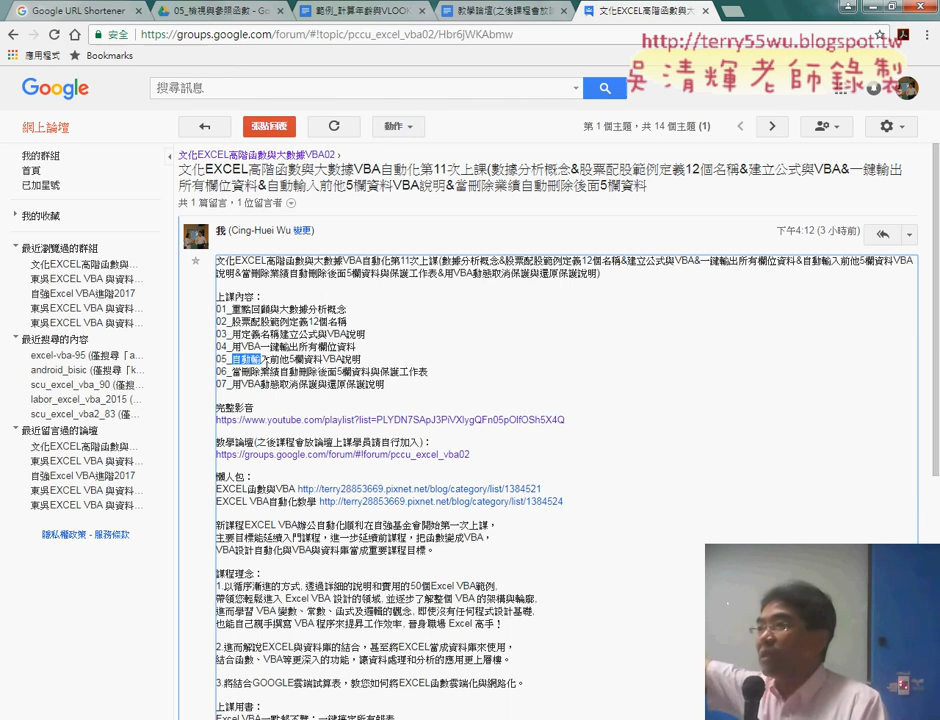 Google URL Shortener
05_檢視與參照函數 - Go
範例_計算年齡與VLOOK
教學論壇(之後課程會放
文化EXCEL高階函數與大
安全
https://groups.google.com/forum/#!topic/pccu_excel_vba02/Hbr6jWKAbmw
http://terry55wu.blogspot.tw
應用程式
Bookmarks
吳清輝老師錄製
Google
搜尋訊息
網上論壇
張貼回覆
動作
第 1 個主題，共 14 個主題 (1)
我的群組
首頁
已加星號
我的收藏
最近瀏覽過的群組
文化EXCEL高階函數與...
東吳EXCEL VBA 與資料...
自強Excel VBA進階2017
東吳EXCEL VBA 與資料...
東吳EXCEL VBA 與資料...
最近搜尋的內容
excel-vba-95 (僅搜尋「a...
android_bisic (僅搜尋「k...
scu_excel_vba_90 (僅搜...
labor_excel_vba_2015 (...
scu_excel_vba2_83 (僅...
最近留言過的論壇
文化EXCEL高階函數與...
東吳EXCEL VBA 與資料...
自強Excel VBA進階2017
東吳EXCEL VBA 與資料...
東吳EXCEL VBA 與資料...
隱私權政策 - 服務條款
文化EXCEL高階函數與大數據VBA02 ›
文化EXCEL高階函數與大數據VBA自動化第11次上課(數據分析概念&股票配股範例定義12個名稱&建立公式與VBA&一鍵輸出
所有欄位資料&自動輸入前他5欄資料VBA說明&當刪除業績自動刪除後面5欄資料
共 1 篇留言，1 位留言者
我 (Cing-Huei Wu 變更)
下午4:12 (3 小時前)
文化EXCEL高階函數與大數據VBA自動化第11次上課(數據分析概念&股票配股範例定義12個名稱&建立公式與VBA&一鍵輸出所有欄位資料&自動輸入前他5欄資料VBA
說明&當刪除業績自動刪除後面5欄資料與保護工作表&用VBA動態取消保護與還原保護說明)
上課內容：
01_重點回顧與大數據分析概念
02_股票配股範例定義12個名稱
03_用定義名稱建立公式與VBA說明
04_用VBA一鍵輸出所有欄位資料
05_自動輸入前他5欄資料VBA說明
06_當刪除業績自動刪除後面5欄資料與保護工作表
07_用VBA動態取消保護與還原保護說明
完整影音
https://www.youtube.com/playlist?list=PLYDN7SApJ3PiVXlygQFn05pOlfOSh5X4Q
教學論壇(之後課程會放論壇上課學員請自行加入)：
https://groups.google.com/forum/#!forum/pccu_excel_vba02
懶人包：
EXCEL函數與VBA http://terry28853669.pixnet.net/blog/category/list/1384521
EXCEL VBA自動化教學 http://terry28853669.pixnet.net/blog/category/list/1384524
新課程EXCEL VBA辦公自動化順利在自強基金會開始第一次上課，
主要目標能延續入門課程，進一步延續前課程，把函數變成VBA，
VBA設計自動化與VBA與資料庫當成重要課程目標。
課程理念：
1.以循序漸進的方式, 透過詳細的說明和實用的50個Excel VBA範例,
帶領您輕鬆進入 Excel VBA 設計的領域, 並逐步了解整個 VBA 的架構與輪廓,
進而學習 VBA 變數、常數、函式及邏輯的觀念, 即使沒有任何程式設計基礎,
也能自己親手撰寫 VBA 程序來提昇工作效率, 晉身職場 Excel 高手！
2.進而解說EXCEL與資料庫的結合，甚至將EXCEL當成資料庫來使用，
結合函數、VBA等更深入的功能，讓資料處理和分析的應用更上層樓。
3.將結合GOOGLE雲端試算表，教您如何將EXCEL函數雲端化與網路化。
上課用書：
Excel VBA一點都不難：一鍵搞定所有報表